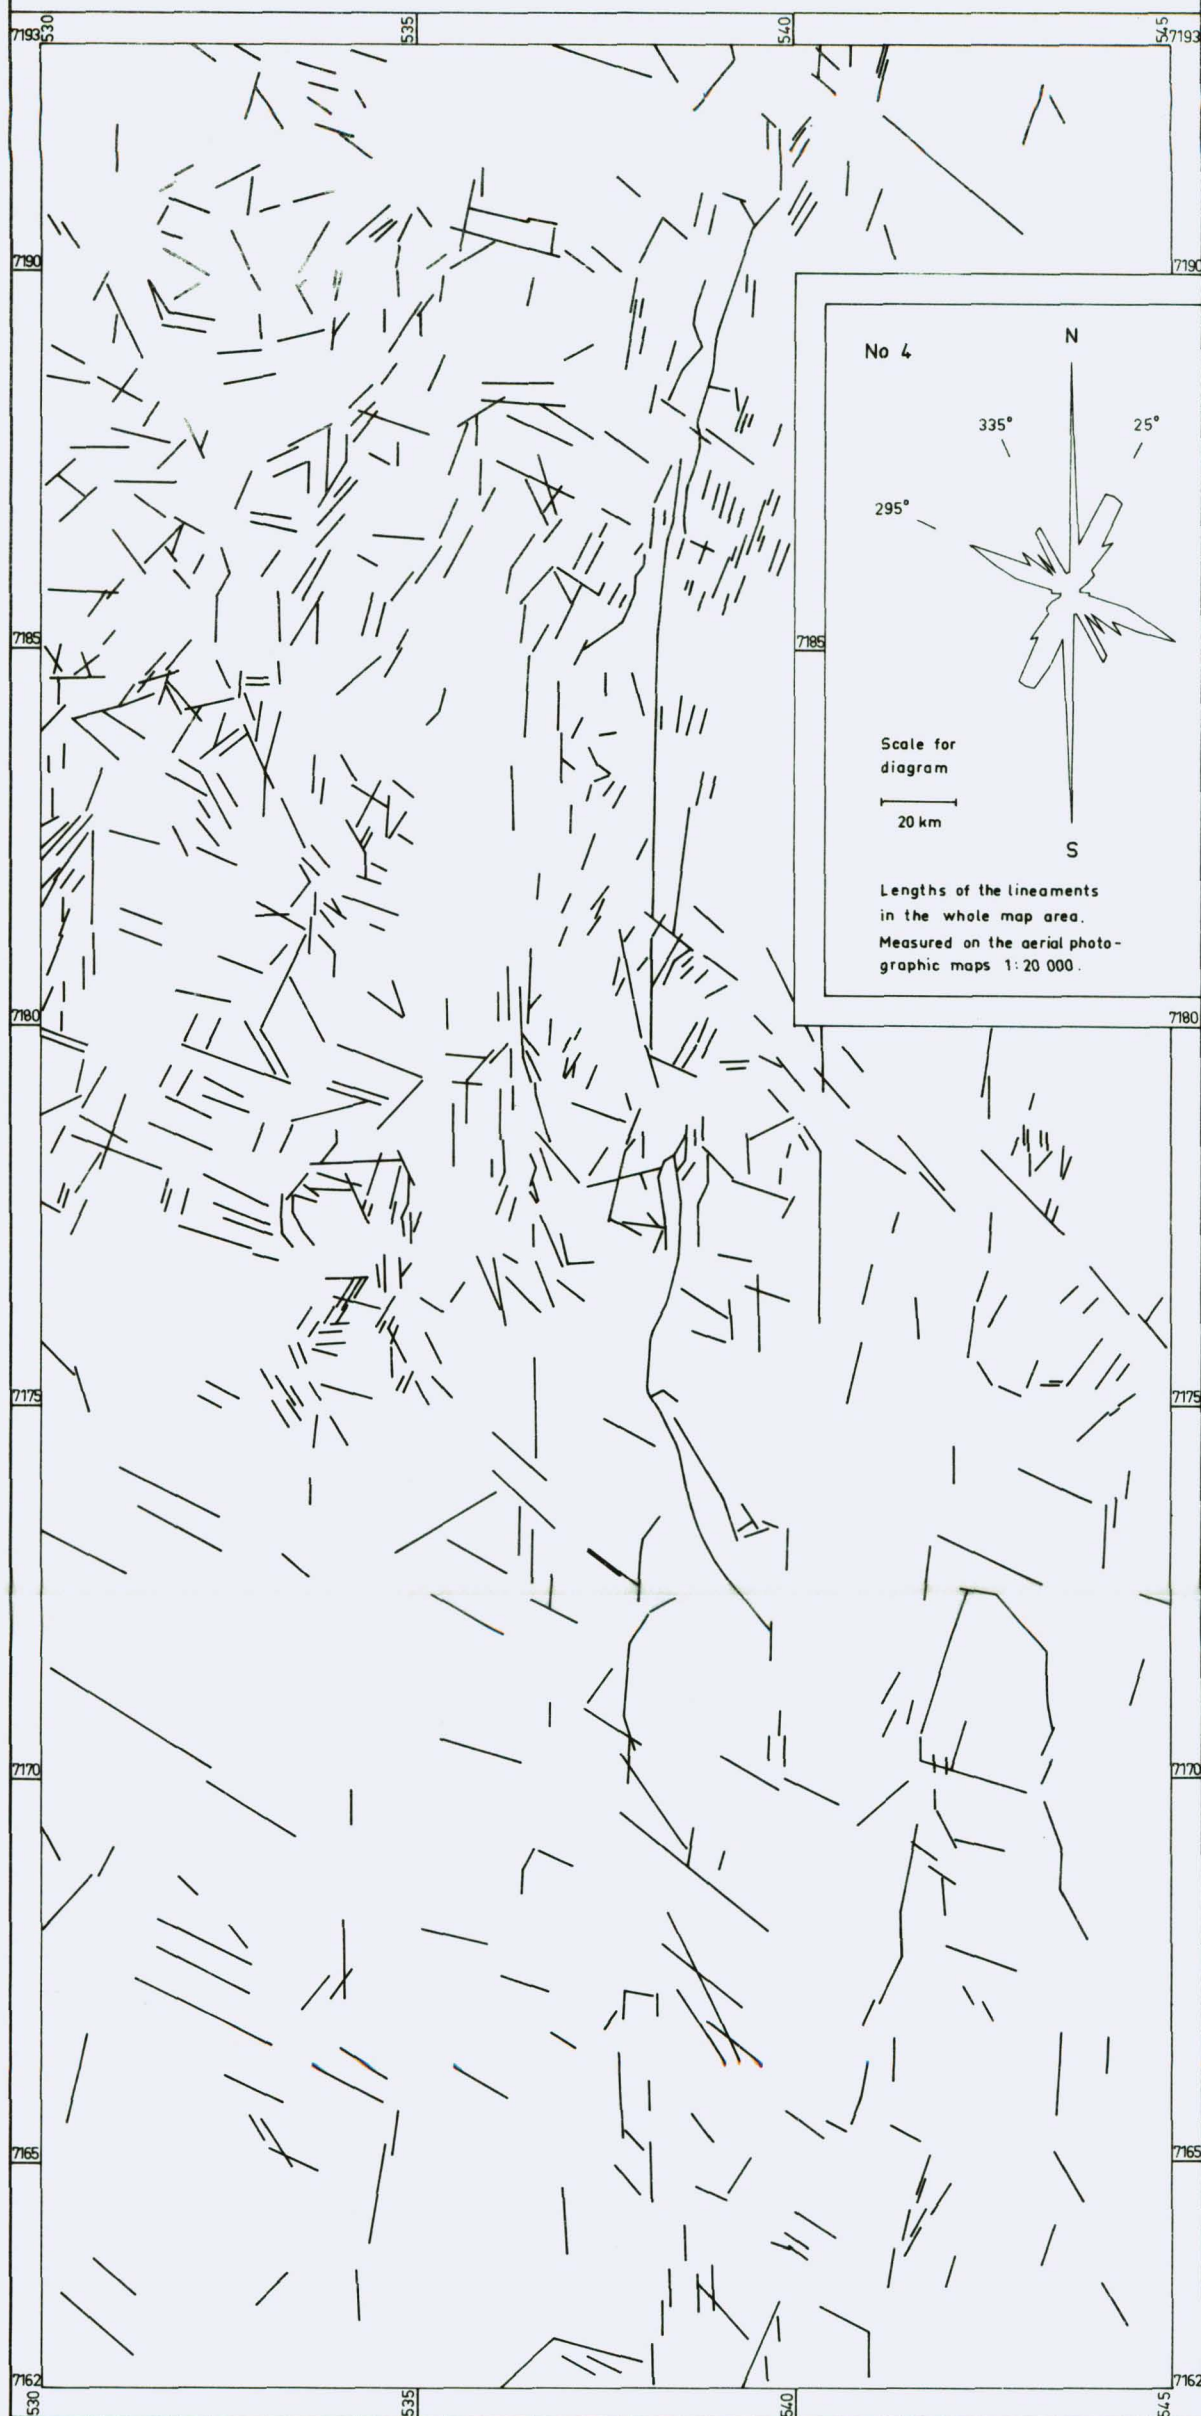 530
535
540
545
7193
7193
7190
7190
No 4
N
335°
25°
295°
7185
7185
Scale for
diagram
20 km
S
Lengths of the lineaments
in the whole map area.
Measured on the aerial photo-
graphic maps 1:20 000.
7180
7180
7175
7175
7170
7170
7165
7165
7162
7162
530
535
540
545